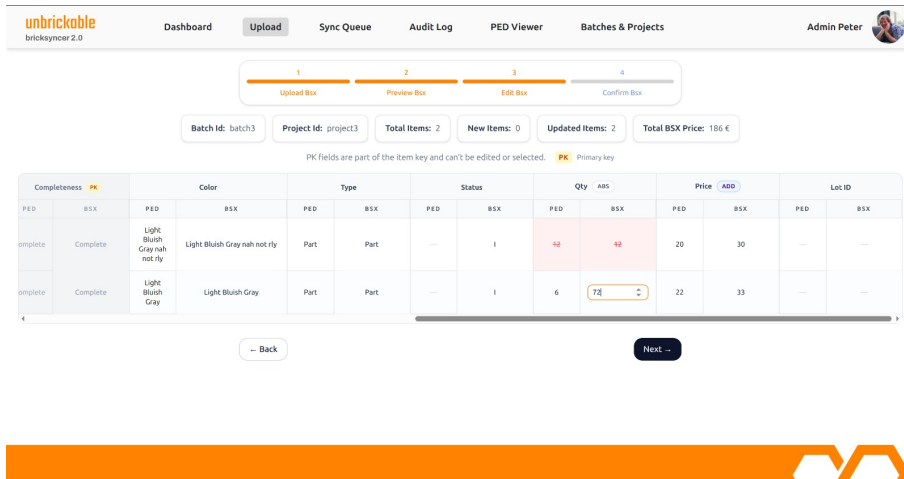 unbrickable
bricksyncer 2.0
Dashboard Upload Sync Queue Audit Log PED Viewer Batches & Projects Admin Peter
1 2 3 4
Upload Bsx Preview Bsx Edit Bsx Confirm Bsx
Batch Id: batch3 Project Id: project3 Total Items: 2 New Items: 0 Updated Items: 2 Total BSX Price: 186 €
PK fields are part of the item key and can't be edited or selected. PK Primary key
Completeness PK Color Type Status Qty ABS Price ADD Lot ID
PED BSX PED BSX PED BSX PED BSX PED BSX PED BSX PED BSX
omplete Complete Light Bluish Gray nah not rly Light Bluish Gray nah not rly Part Part — I 12 12 20 30 — —
omplete Complete Light Bluish Gray Light Bluish Gray Part Part — I 6 72 22 33 — —
← Back Next →